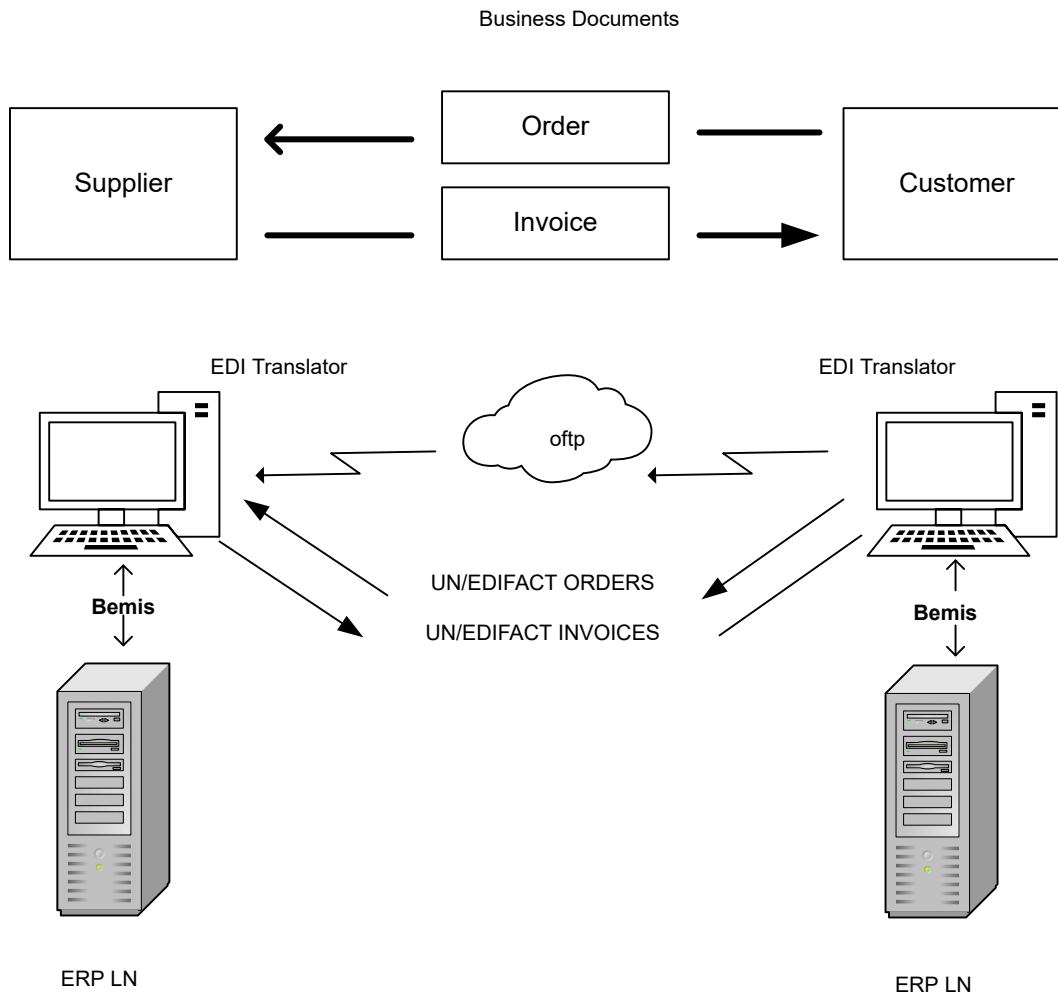 Business Documents
Order
Supplier
Customer
Invoice
EDI Translator
EDI Translator
oftp
UN/EDIFACT ORDERS
Bemis
Bemis
UN/EDIFACT INVOICES
ERP LN
ERP LN